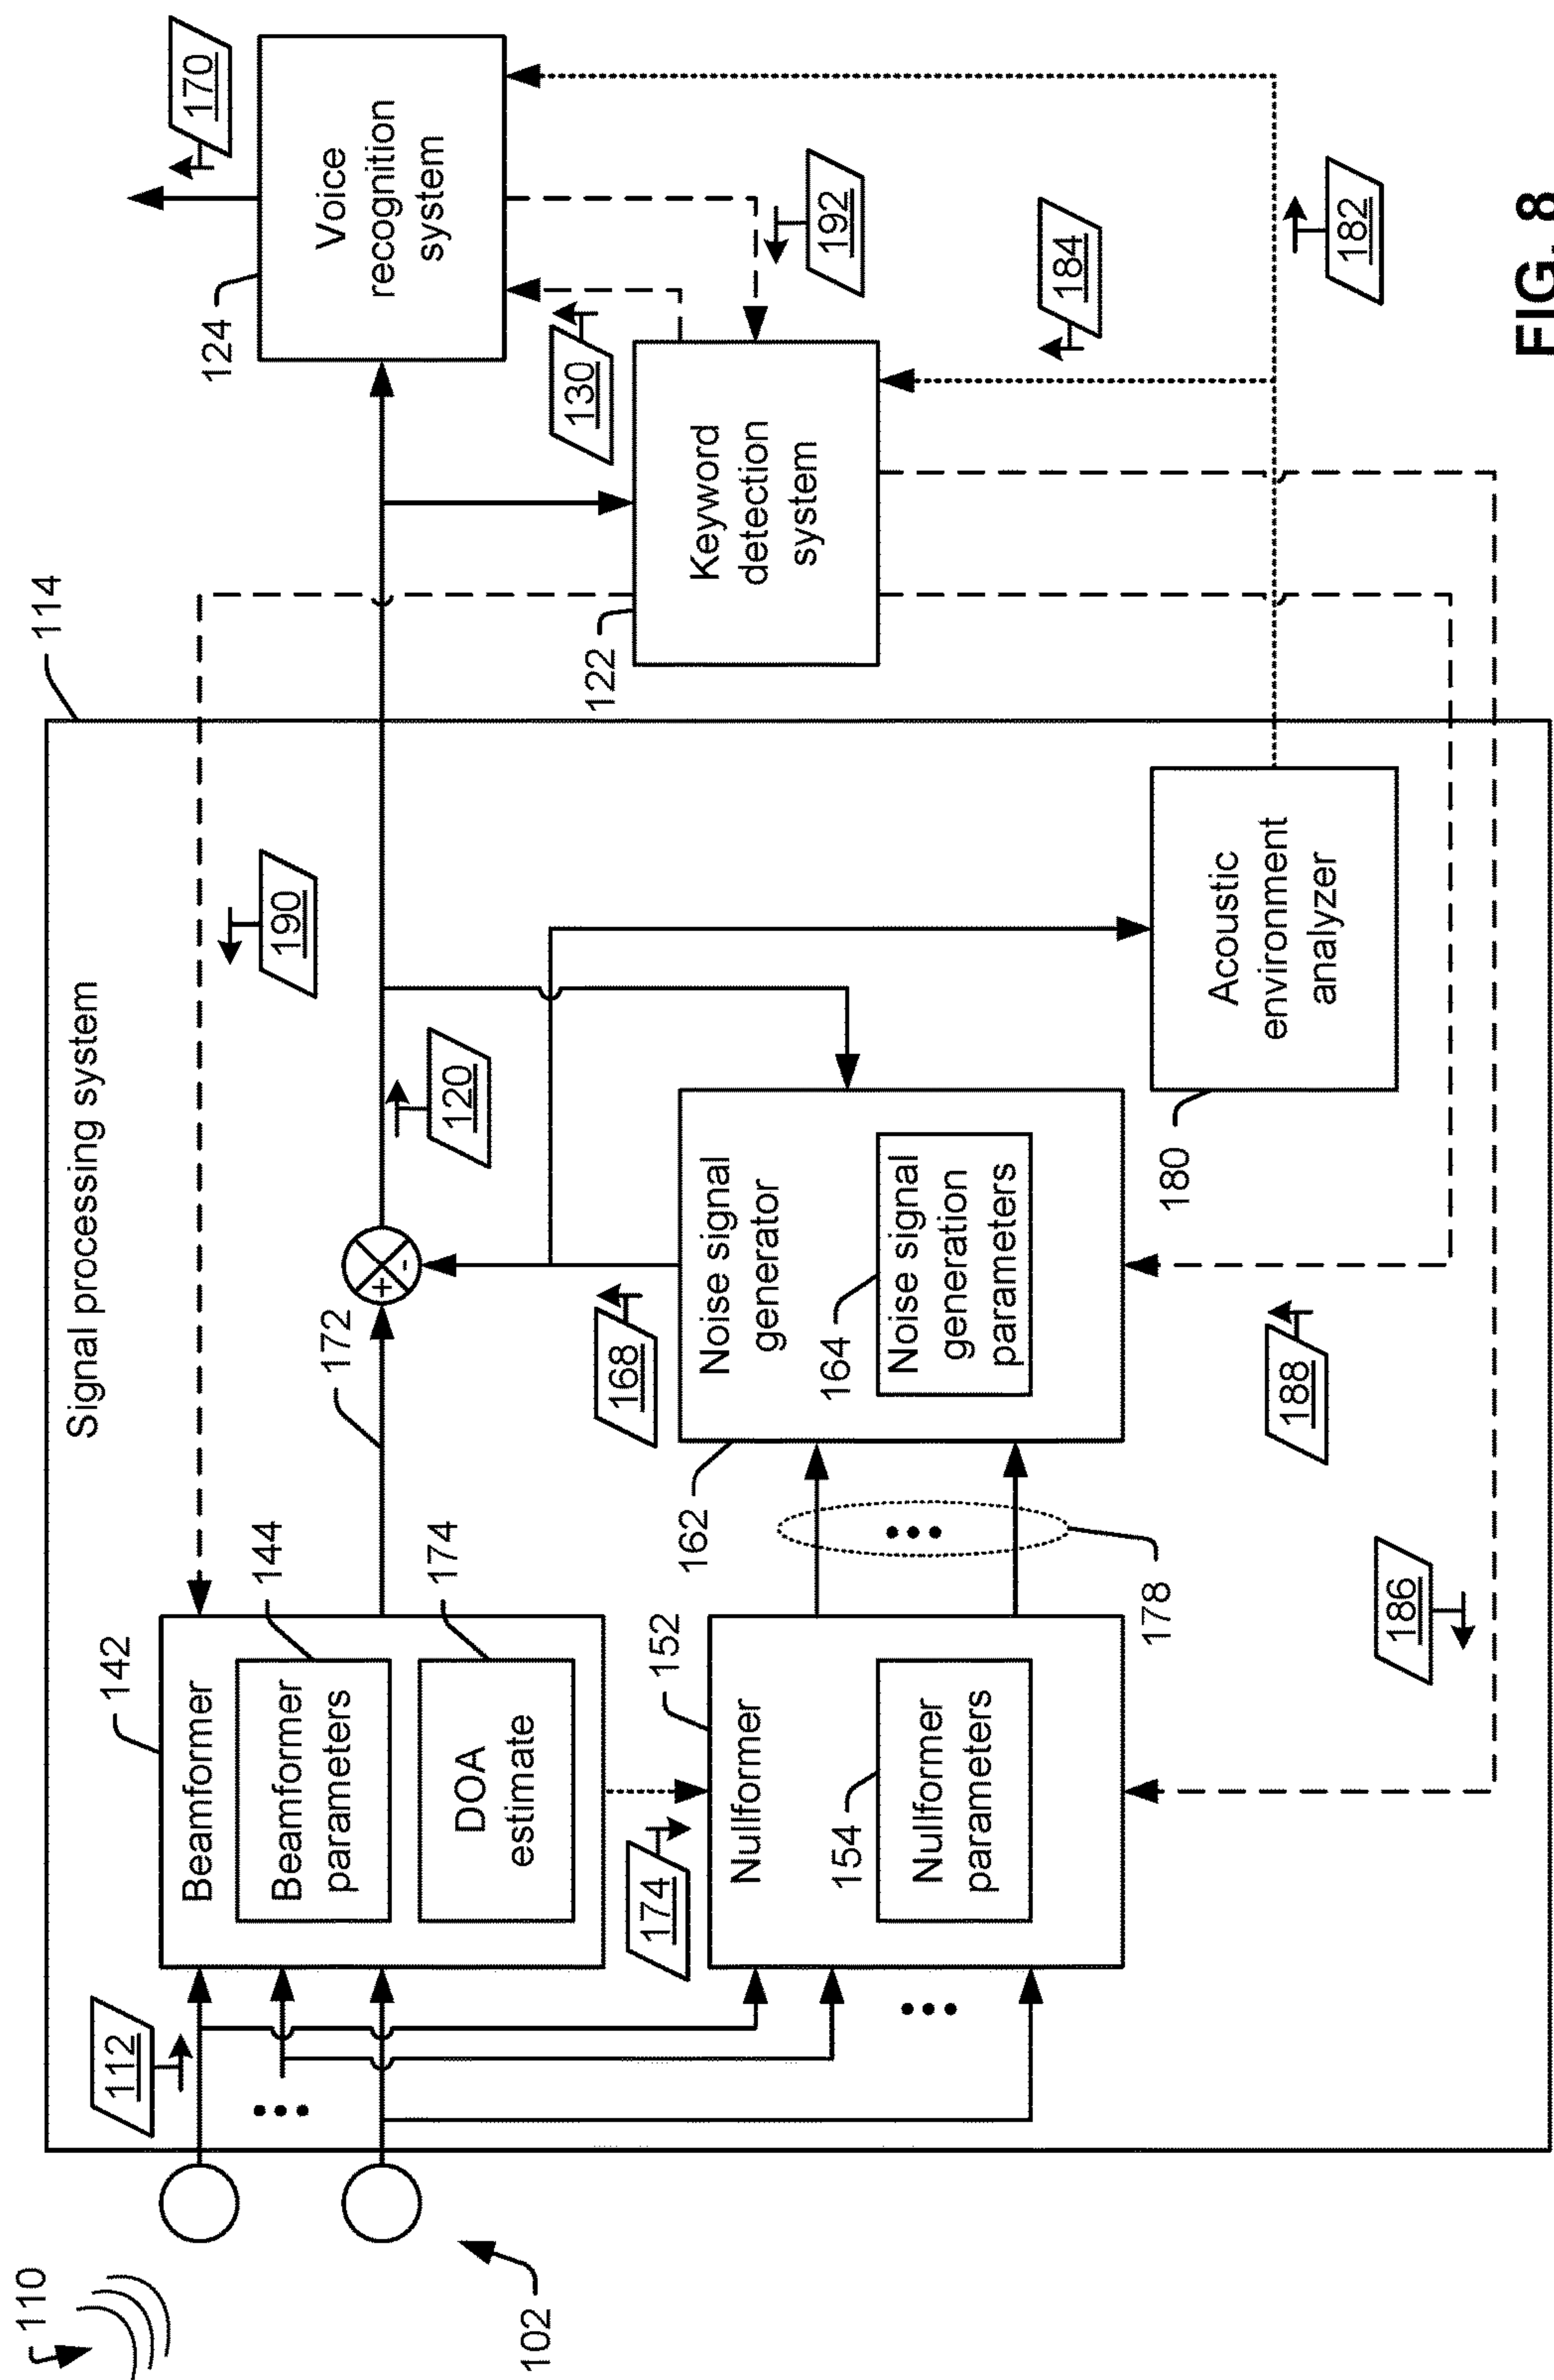 110
102
112
Signal processing system
114
142
Beamformer
Beamformer
parameters
144
DOA
estimate
174
172
+
-
190
120
174
152
Nullformer
154
Nullformer
parameters
178
162
168
Noise signal
generator
164
Noise signal
generation
parameters
180
Acoustic
environment
analyzer
186
188
122
Keyword
detection
system
130
124
Voice
recognition
system
170
192
184
182
FIG. 8